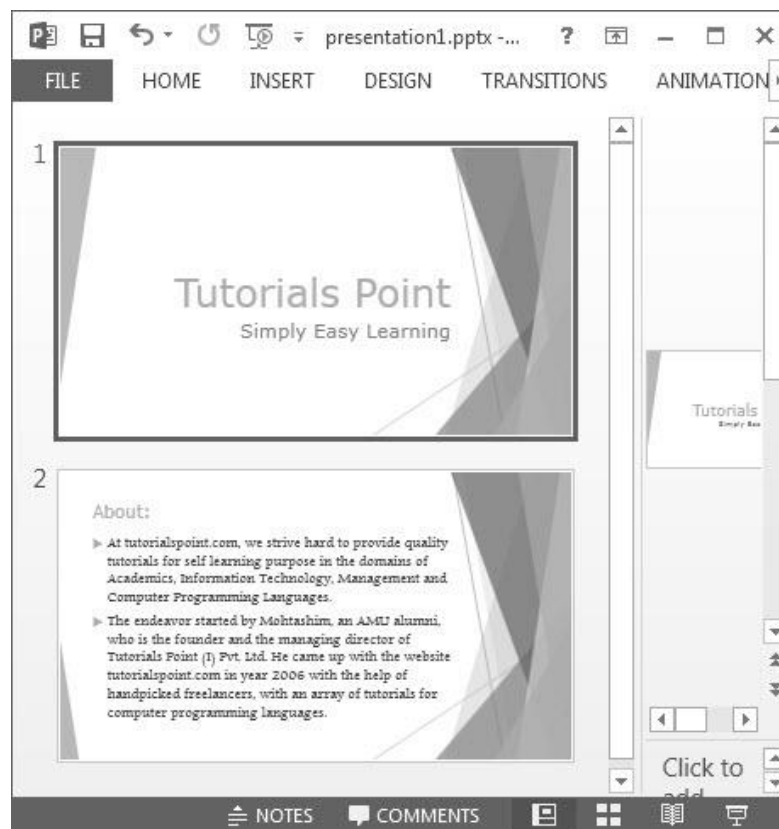 presentation1.pptx -... ?
FILE HOME INSERT DESIGN TRANSITIONS ANIMATION
1
Tutorials Point
Simply Easy Learning
2
About:
At tutorialspoint.com, we strive hard to provide quality
tutorials for self learning purpose in the domains of
Academics, Information Technology, Management and
Computer Programming Languages.
The endeavor started by Mohtashim, an AMU alumni,
who is the founder and the managing director of
Tutorials Point (I) Pvt. Ltd. He came up with the website
tutorialspoint.com in year 2006 with the help of
handpicked freelancers, with an array of tutorials for
computer programming languages.
Tutorials
Simply Eas
Click to
add
NOTES COMMENTS